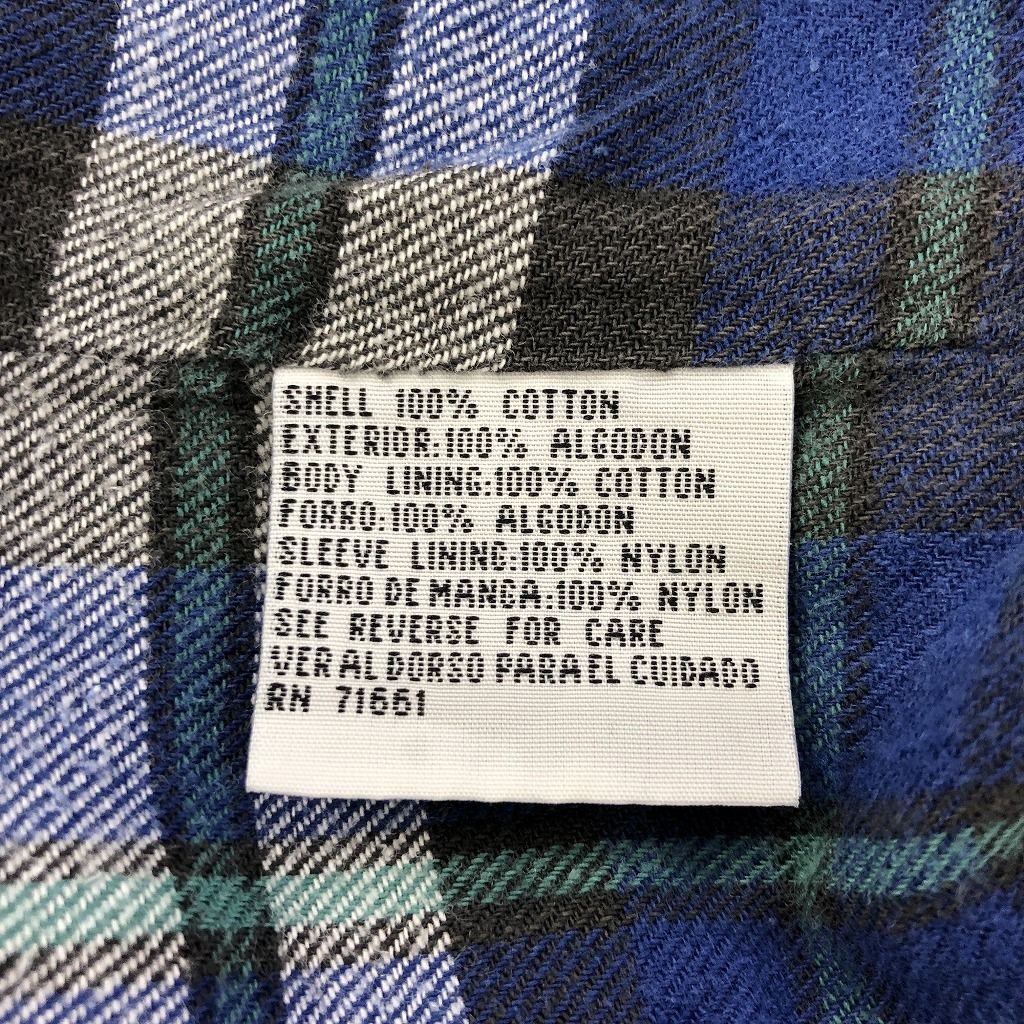 SHELL 100% COTTON
EXTERIOR:100% ALGODON
BODY LINING:100% COTTON
FORRO:100% ALGODON
SLEEVE LINING:100% NYLON
FORRO DE MANGA:100% NYLON
SEE REVERSE FOR CARE
VER AL DORSO PARA EL CUIDADO
RN 71661